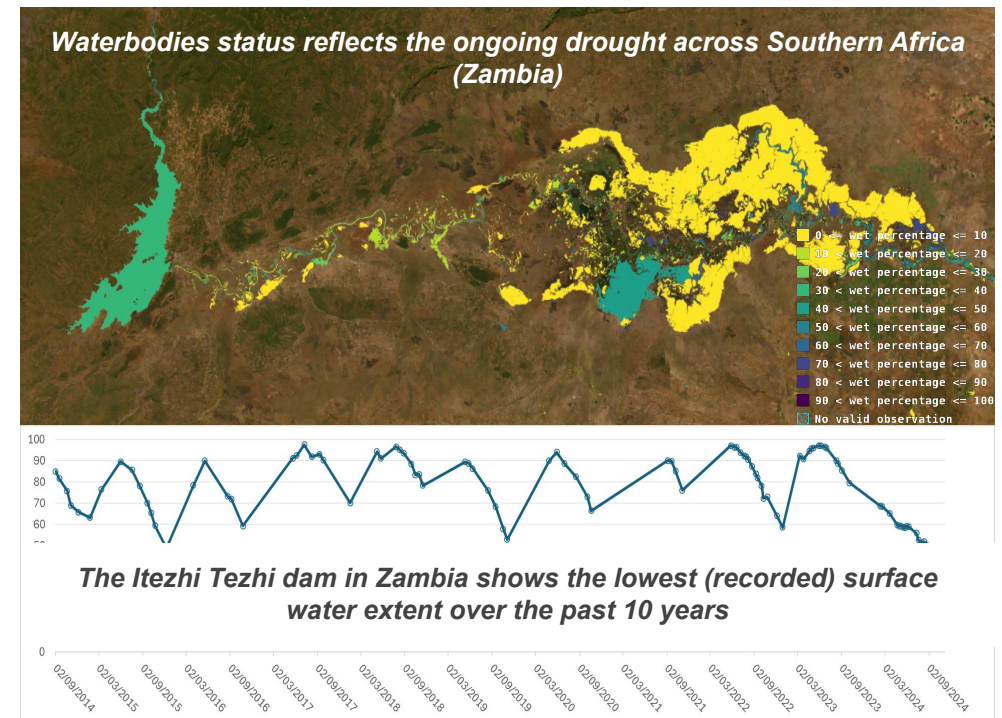 Waterbodies status reflects the ongoing drought across Southern Africa
(Zambia)
0 < wet percentage <= 10
10 < wet percentage <= 20
20 < wet percentage <= 30
30 < wet percentage <= 40
40 < wet percentage <= 50
50 < wet percentage <= 60
60 < wet percentage <= 70
70 < wet percentage <= 80
80 < wet percentage <= 90
90 < wet percentage <= 100
No valid observation
100
90
80
70
60
The Itezhi Tezhi dam in Zambia shows the lowest (recorded) surface
water extent over the past 10 years
0
02/09/2014
02/03/2015
02/09/2015
02/03/2016
02/09/2016
02/03/2017
02/09/2017
02/03/2018
02/09/2018
02/03/2019
02/09/2019
02/03/2020
02/09/2020
02/03/2021
02/09/2021
02/03/2022
02/09/2022
02/03/2023
02/09/2023
02/03/2024
02/09/2024